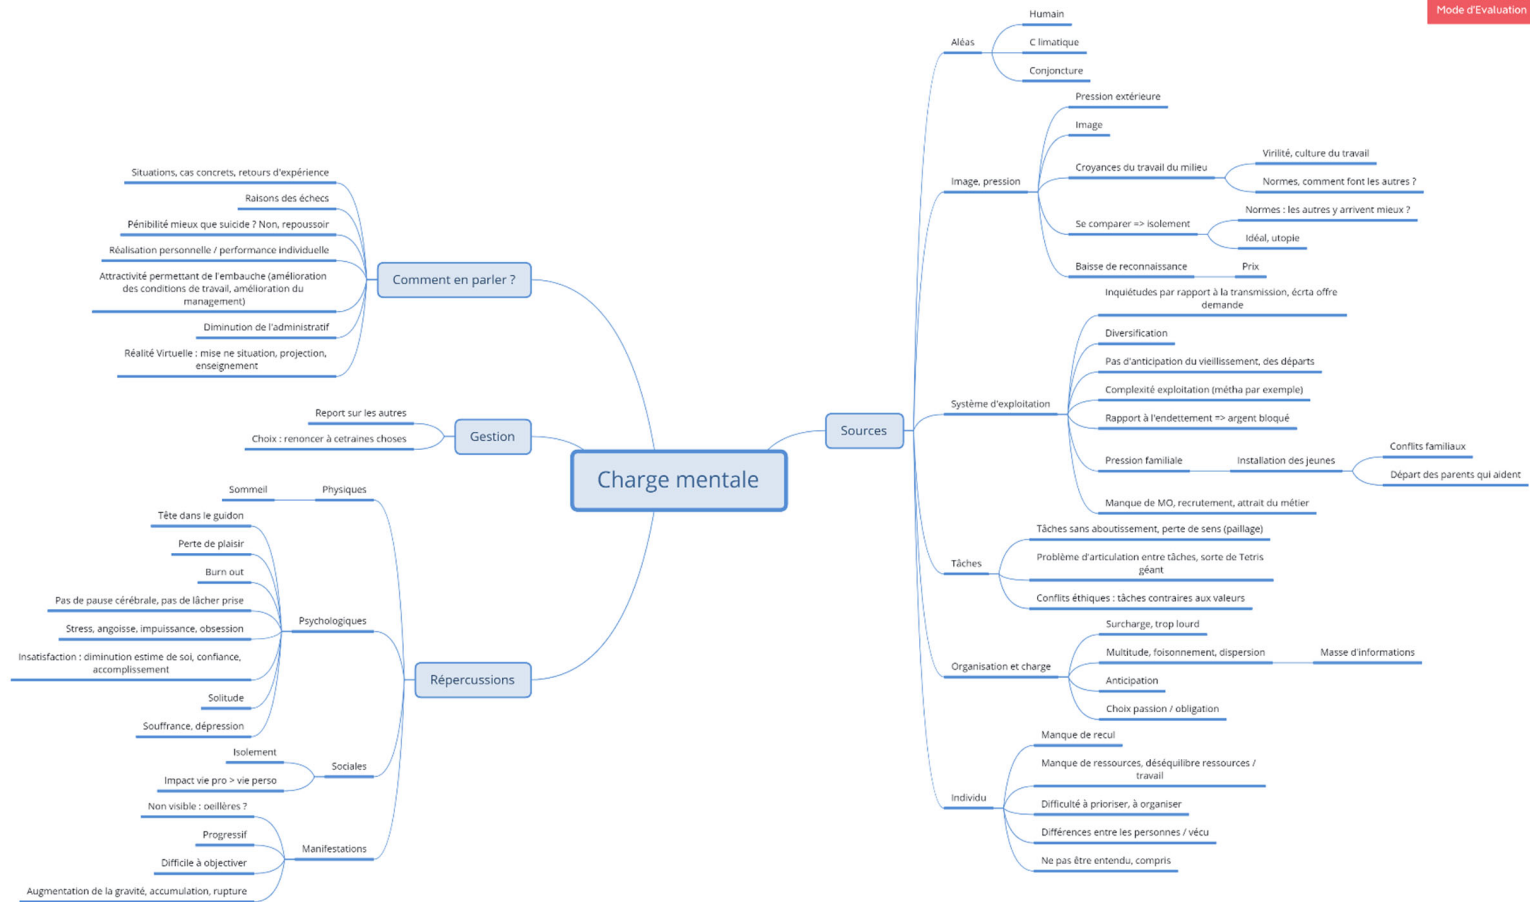 Mode d'Evaluation
Charge mentale
Comment en parler ?
Situations, cas concrets, retours d'expérience
Raisons des échecs
Pénibilité mieux que suicide ? Non, repoussoir
Réalisation personnelle / performance individuelle
Attractivité permettant de l'embauche (amélioration
des conditions de travail, amélioration du
management)
Diminution de l'administratif
Réalité Virtuelle : mise ne situation, projection,
enseignement
Gestion
Report sur les autres
Choix : renoncer à cetraines choses
Répercussions
Physiques
Sommeil
Psychologiques
Tête dans le guidon
Perte de plaisir
Burn out
Pas de pause cérébrale, pas de lâcher prise
Stress, angoisse, impuissance, obsession
Insatisfaction : diminution estime de soi, confiance,
accomplissement
Solitude
Souffrance, dépression
Sociales
Isolement
Impact vie pro > vie perso
Manifestations
Non visible : oeillères ?
Progressif
Difficile à objectiver
Augmentation de la gravité, accumulation, rupture
Sources
Aléas
Humain
C limatique
Conjoncture
Image, pression
Pression extérieure
Image
Croyances du travail du milieu
Virilité, culture du travail
Normes, comment font les autres ?
Se comparer => isolement
Normes : les autres y arrivent mieux ?
Idéal, utopie
Baisse de reconnaissance
Prix
Système d'exploitation
Inquiétudes par rapport à la transmission, écrta offre
demande
Diversification
Pas d'anticipation du vieillissement, des départs
Complexité exploitation (métha par exemple)
Rapport à l'endettement => argent bloqué
Pression familiale
Installation des jeunes
Conflits familiaux
Départ des parents qui aident
Manque de MO, recrutement, attrait du métier
Tâches
Tâches sans aboutissement, perte de sens (paillage)
Problème d'articulation entre tâches, sorte de Tetris
géant
Conflits éthiques : tâches contraires aux valeurs
Organisation et charge
Surcharge, trop lourd
Multitude, foisonnement, dispersion
Masse d'informations
Anticipation
Choix passion / obligation
Individu
Manque de recul
Manque de ressources, déséquilibre ressources /
travail
Difficulté à prioriser, à organiser
Différences entre les personnes / vécu
Ne pas être entendu, compris